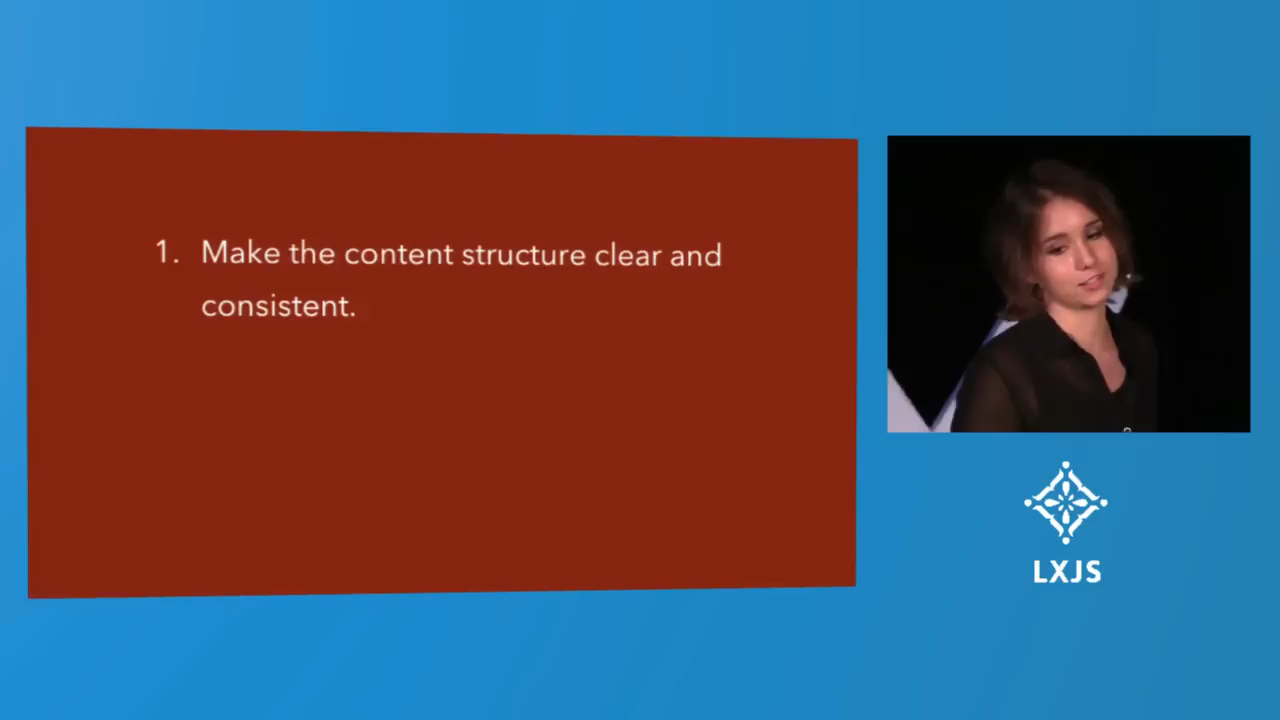 1. Make the content structure clear and
consistent.
LXJS